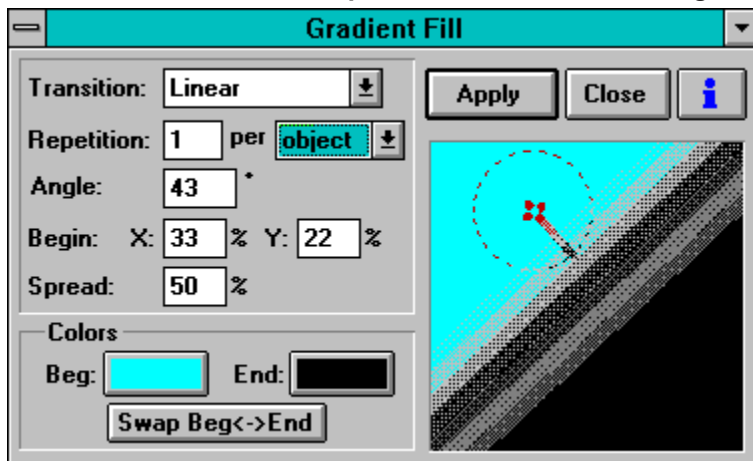 Gradient Fill
Transition: Linear
Apply Close i
Repetition: 1 per object
Angle: 43 °
Begin: X: 33 % Y: 22 %
Spread: 50 %
Colors
Beg: End:
Swap Beg<->End